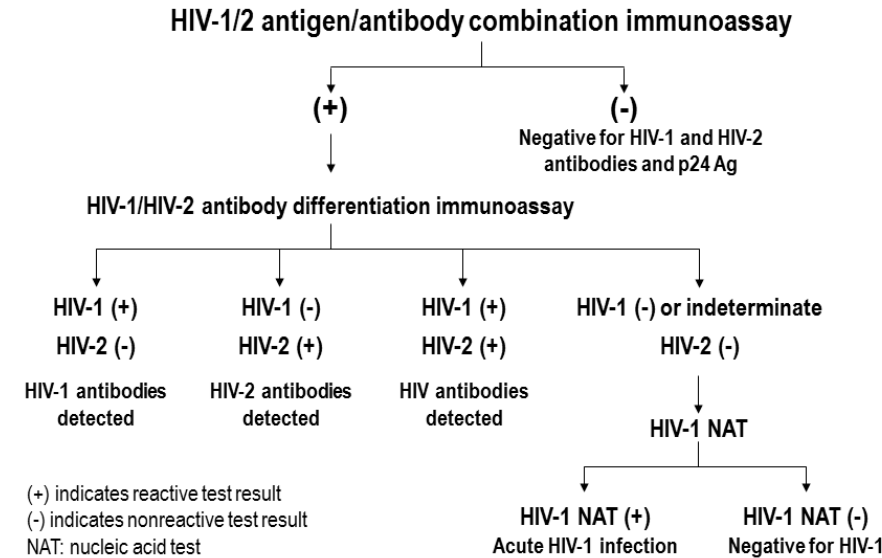 HIV-1/2 antigen/antibody combination immunoassay
(+)
(-)
Negative for HIV-1 and HIV-2
antibodies and p24 Ag
HIV-1/HIV-2 antibody differentiation immunoassay
HIV-1 (+)
HIV-2 (-)
HIV-1 antibodies
detected
HIV-1 (-)
HIV-2 (+)
HIV-2 antibodies
detected
HIV-1 (+)
HIV-2 (+)
HIV antibodies
detected
HIV-1 (-) or indeterminate
HIV-2 (-)
HIV-1 NAT
HIV-1 NAT (+)
Acute HIV-1 infection
HIV-1 NAT (-)
Negative for HIV-1
(+) indicates reactive test result
(-) indicates nonreactive test result
NAT: nucleic acid test